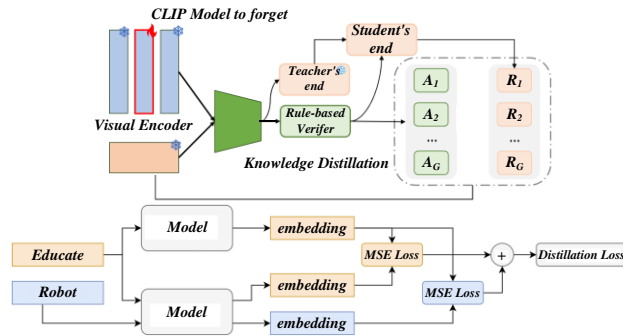 CLIP Model to forget
Student's
end
Teacher's
end
Visual Encoder
Rule-based
Verifer
Knowledge Distillation
A1
A2
...
AG
R1
R2
...
RG
Model
embedding
Educate
MSE Loss
embedding
+
Distillation Loss
Robot
Model
MSE Loss
embedding